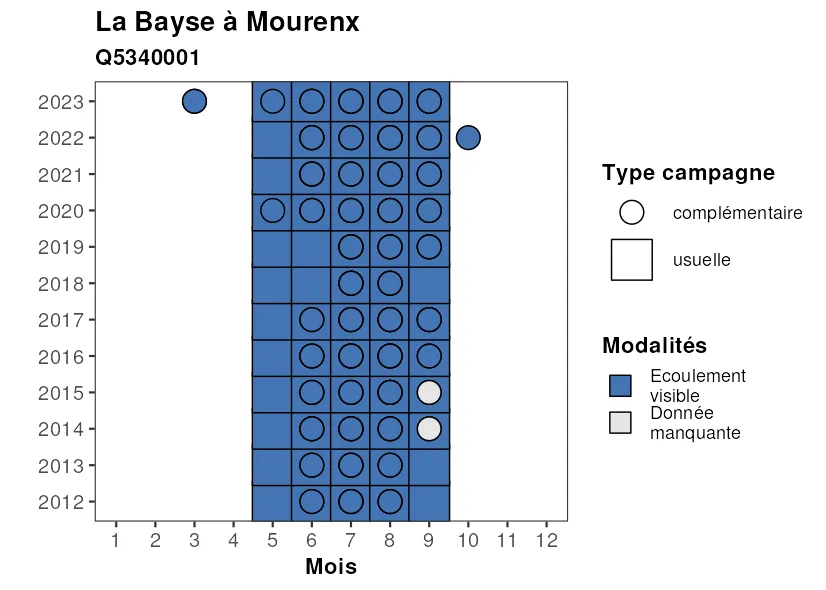 La Bayse à Mourenx
Q5340001
2023
2022
2021
2020
2019
2018
2017
2016
2015
2014
2013
2012
1 2 3 4 5 6 7 8 9 10 11 12
Mois
Type campagne
complémentaire
usuelle
Modalités
Ecoulement
visible
Donnée
manquante